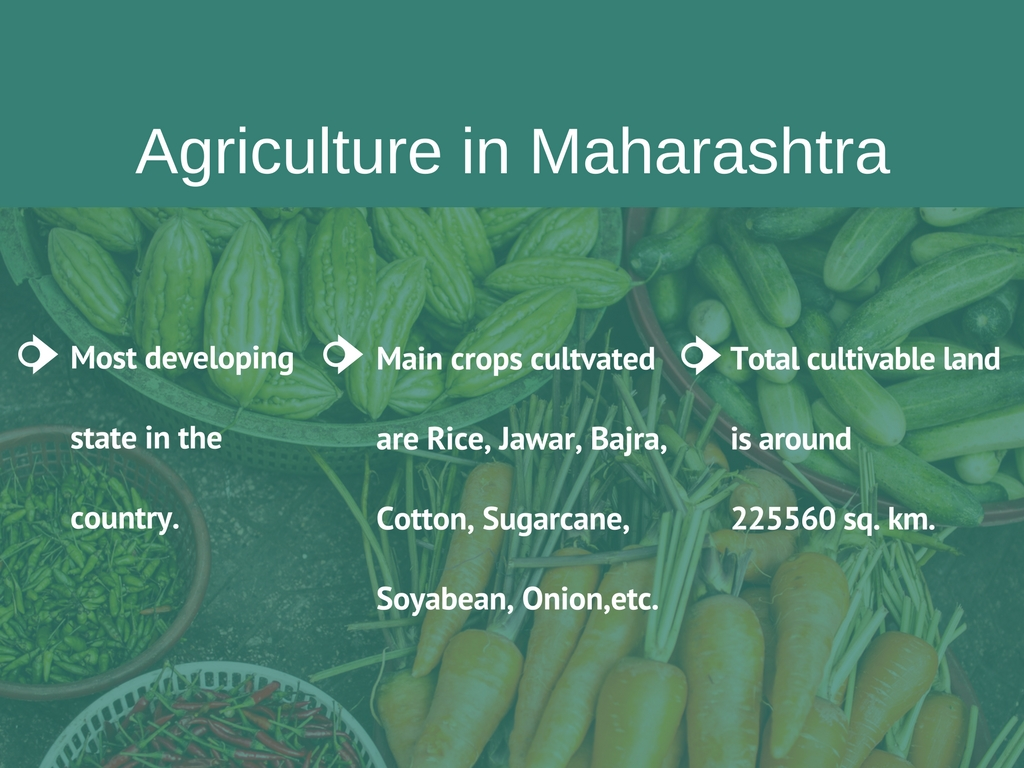 Agriculture in Maharashtra
Most developing
state in the
country.
Main crops cultvated
are Rice, Jawar, Bajra,
Cotton, Sugarcane,
Soyabean, Onion,etc.
Total cultivable land
is around
225560 sq. km.